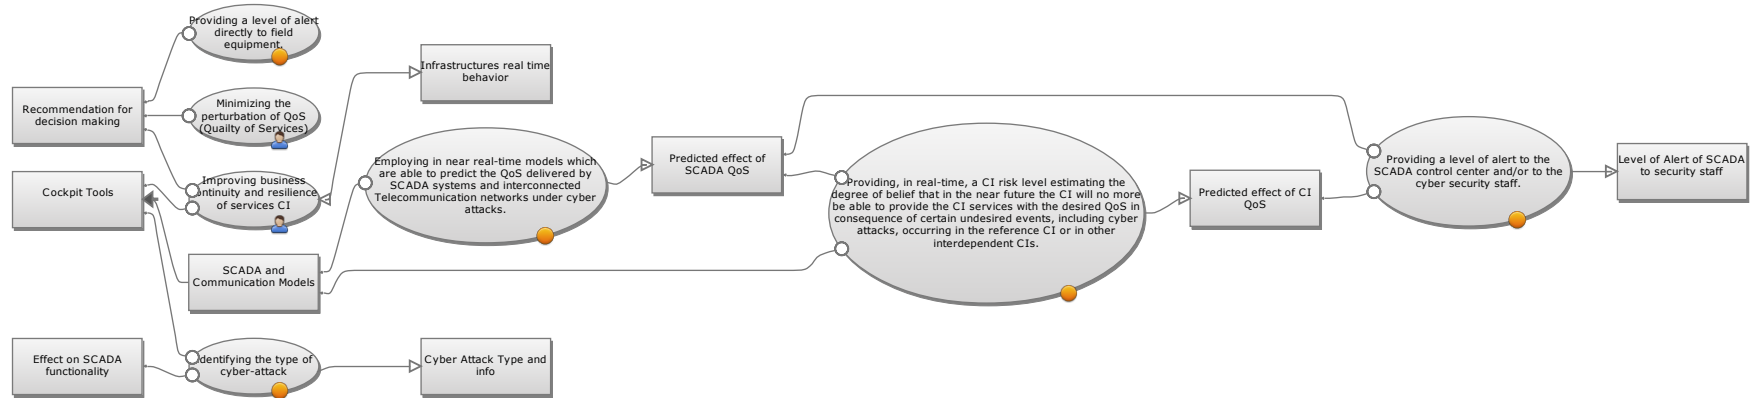 Providing a level of alert
directly to field
equipment.
Infrastructures real time
behavior
Recommendation for
decision making
Minimizing the
perturbation of QoS
(Quailty of Services)
Employing in near real-time models which
are able to predict the QoS delivered by
SCADA systems and interconnected
Telecommunication networks under cyber
attacks.
Predicted effect of
SCADA QoS
Providing, in real-time, a CI risk level estimating the
degree of belief that in the near future the CI will no more
be able to provide the CI services with the desired QoS in
consequence of certain undesired events, including cyber
attacks, occurring in the reference CI or in other
interdependent CIs.
Predicted effect of CI
QoS
Providing a level of alert to the
SCADA control center and/or to the
cyber security staff.
Level of Alert of SCADA
to security staff
Cockpit Tools
Improving business
ontinuity and resilience
of services CI
SCADA and
Communication Models
Effect on SCADA
functionality
Identifying the type of
cyber-attack
Cyber Attack Type and
info